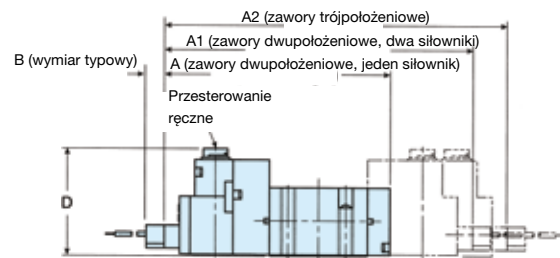 A2 (zawory trójpołożeniowe)
A1 (zawory dwupołożeniowe, dwa siłowniki)
B (wymiar typowy)
A (zawory dwupołożeniowe, jeden siłownik)
Przesterowanie
ręczne
D